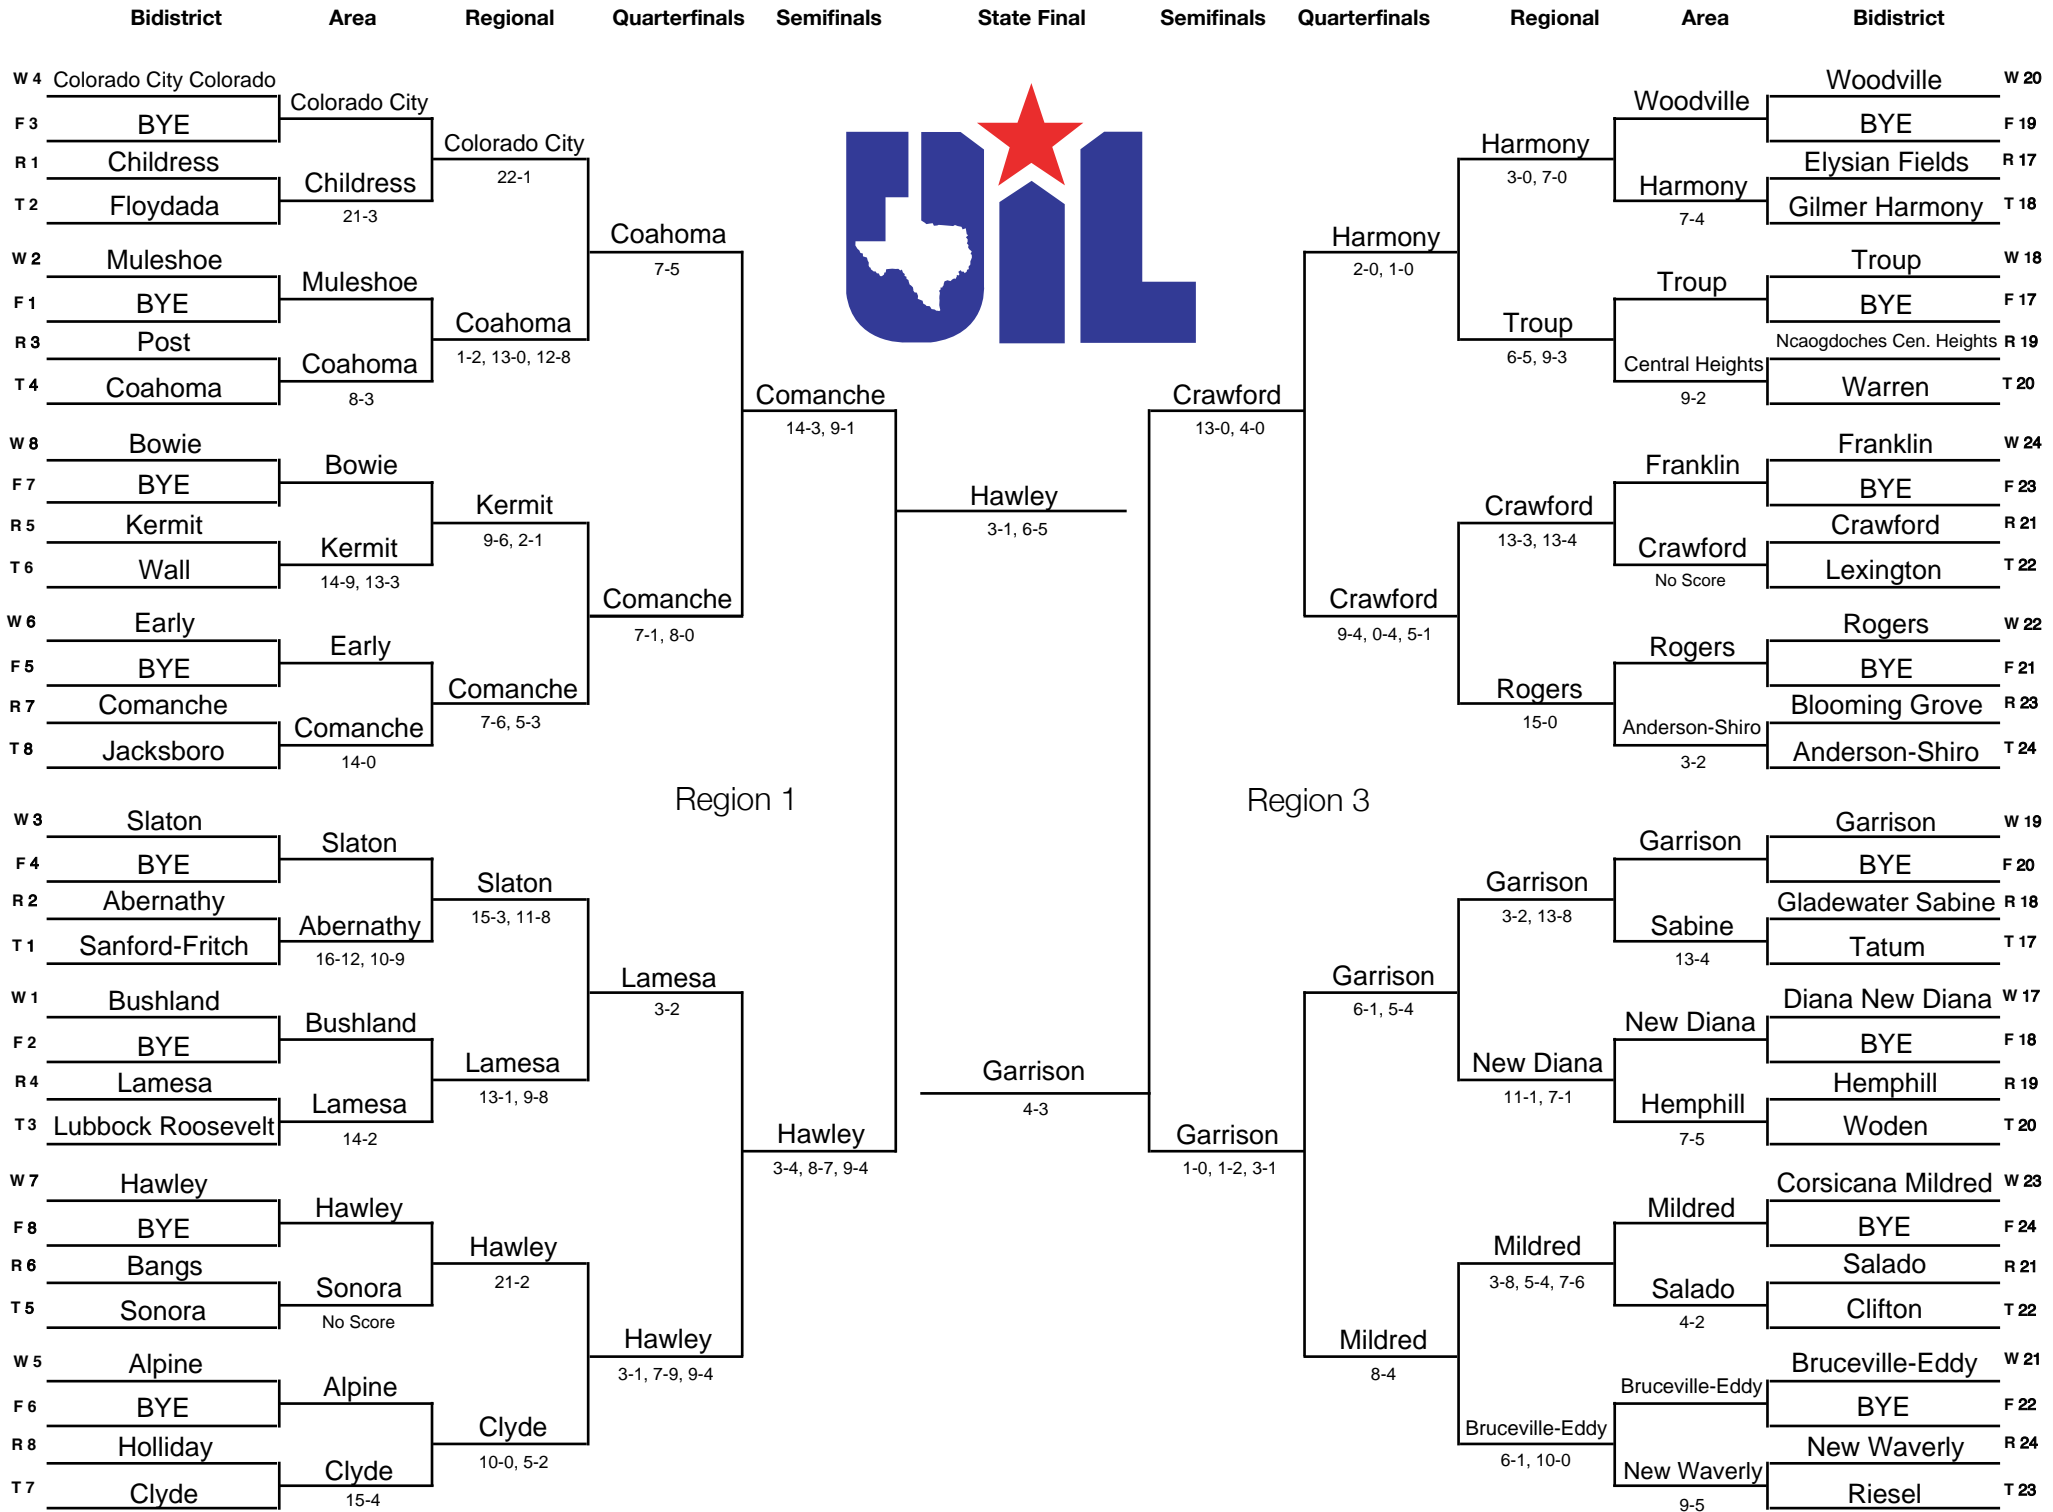 Bidistrict Area Regional Quarterfinals Semifinals State Final Semifinals Quarterfinals Regional Area Bidistrict
W 4 Colorado City Colorado
F 3 BYE
Colorado City
R 1 Childress
T 2 Floydada
Childress
21-3
Colorado City
22-1
W 2 Muleshoe
F 1 BYE
Muleshoe
R 3 Post
T 4 Coahoma
Coahoma
8-3
Coahoma
1-2, 13-0, 12-8
Coahoma
7-5
W 8 Bowie
F 7 BYE
Bowie
R 5 Kermit
T 6 Wall
Kermit
14-9, 13-3
Kermit
9-6, 2-1
W 6 Early
F 5 BYE
Early
R 7 Comanche
T 8 Jacksboro
Comanche
14-0
Comanche
7-6, 5-3
Comanche
7-1, 8-0
Comanche
14-3, 9-1
Region 1
W 3 Slaton
F 4 BYE
Slaton
R 2 Abernathy
T 1 Sanford-Fritch
Abernathy
16-12, 10-9
Slaton
15-3, 11-8
W 1 Bushland
F 2 BYE
Bushland
R 4 Lamesa
T 3 Lubbock Roosevelt
Lamesa
14-2
Lamesa
13-1, 9-8
Lamesa
3-2
W 7 Hawley
F 8 BYE
Hawley
R 6 Bangs
T 5 Sonora
Sonora
No Score
Hawley
21-2
W 5 Alpine
F 6 BYE
Alpine
R 8 Holliday
T 7 Clyde
Clyde
15-4
Clyde
10-0, 5-2
Hawley
3-1, 7-9, 9-4
Hawley
3-4, 8-7, 9-4
UIL
Hawley
3-1, 6-5
Garrison
4-3
Woodville W 20
BYE F 19
Woodville
Elysian Fields R 17
Gilmer Harmony T 18
Harmony
7-4
Harmony
3-0, 7-0
Troup W 18
BYE F 17
Troup
Ncaogdoches Cen. Heights R 19
Warren T 20
Central Heights
9-2
Troup
6-5, 9-3
Harmony
2-0, 1-0
Franklin W 24
BYE F 23
Franklin
Crawford R 21
Lexington T 22
Crawford
No Score
Crawford
13-3, 13-4
Rogers W 22
BYE F 21
Rogers
Blooming Grove R 23
Anderson-Shiro T 24
Anderson-Shiro
3-2
Rogers
15-0
Crawford
9-4, 0-4, 5-1
Crawford
13-0, 4-0
Region 3
Garrison W 19
BYE F 20
Garrison
Gladewater Sabine R 18
Tatum T 17
Sabine
13-4
Garrison
3-2, 13-8
Diana New Diana W 17
BYE F 18
New Diana
Hemphill R 19
Woden T 20
Hemphill
7-5
New Diana
11-1, 7-1
Garrison
6-1, 5-4
Corsicana Mildred W 23
BYE F 24
Mildred
Salado R 21
Clifton T 22
Salado
4-2
Mildred
3-8, 5-4, 7-6
Bruceville-Eddy W 21
BYE F 22
Bruceville-Eddy
New Waverly R 24
Riesel T 23
New Waverly
9-5
Bruceville-Eddy
6-1, 10-0
Mildred
8-4
Garrison
1-0, 1-2, 3-1